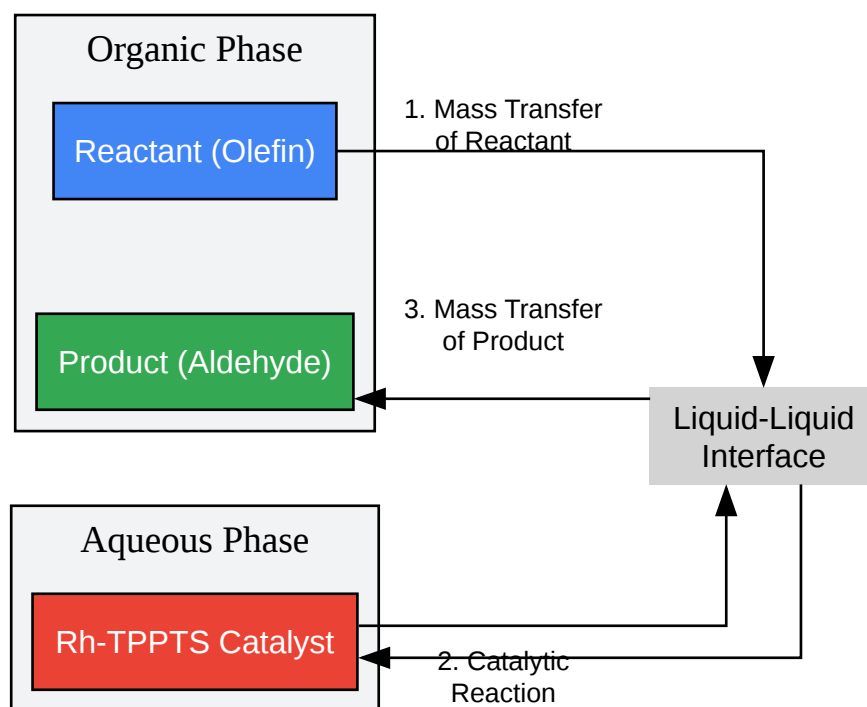 Organic Phase
Reactant (Olefin)
1. Mass Transfer
of Reactant
3. Mass Transfer
of Product
Product (Aldehyde)
Liquid-Liquid
Interface
Aqueous Phase
Rh-TPPTS Catalyst
2. Catalytic
Reaction